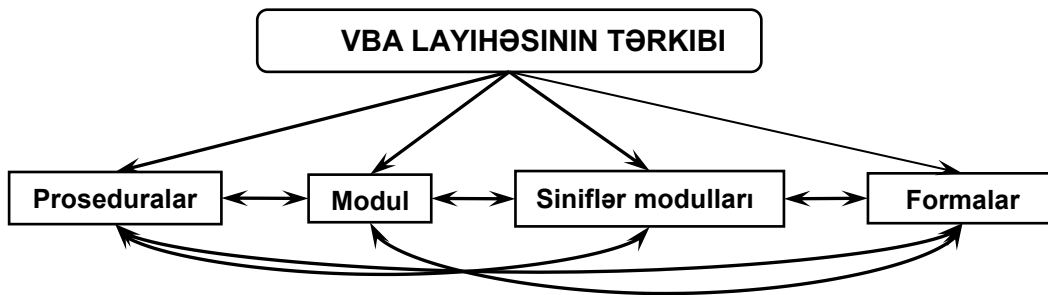 VBA LAYIHƏSININ TƏRKIBI
Proseduralar
Modul
Siniflər modulları
Formalar